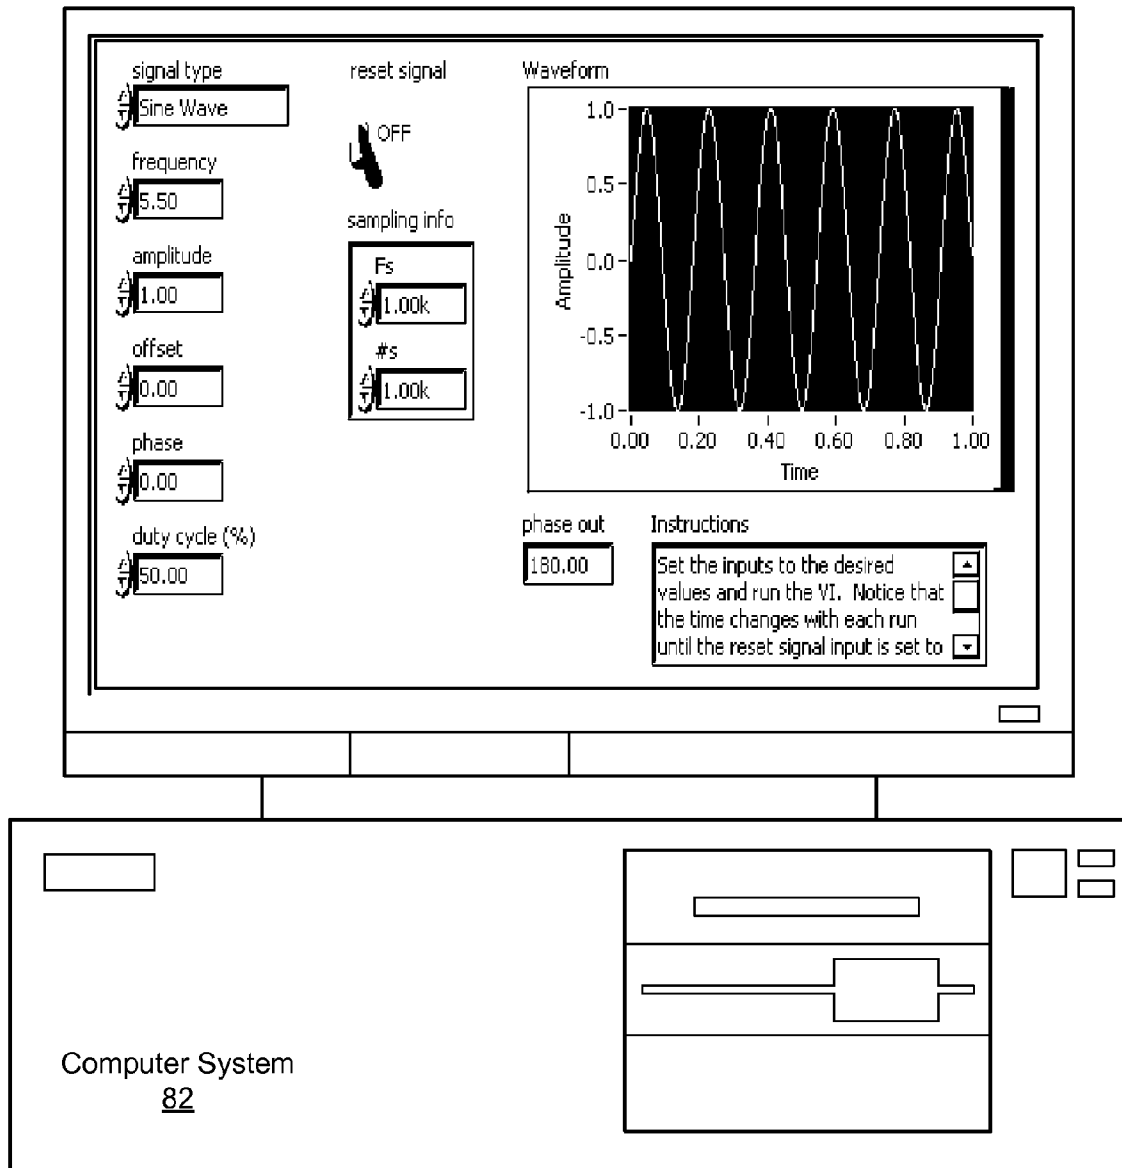 signal type
Sine Wave
frequency
5.50
amplitude
1.00
offset
0.00
phase
0.00
duty cycle (%)
50.00
reset signal
OFF
sampling info
Fs
1.00k
#s
1.00k
Waveform
1.0
0.5
0.0
-0.5
-1.0
Amplitude
0.00 0.20 0.40 0.60 0.80 1.00
Time
phase out
180.00
Instructions
Set the inputs to the desired
values and run the VI. Notice that
the time changes with each run
until the reset signal input is set to
Computer System
82